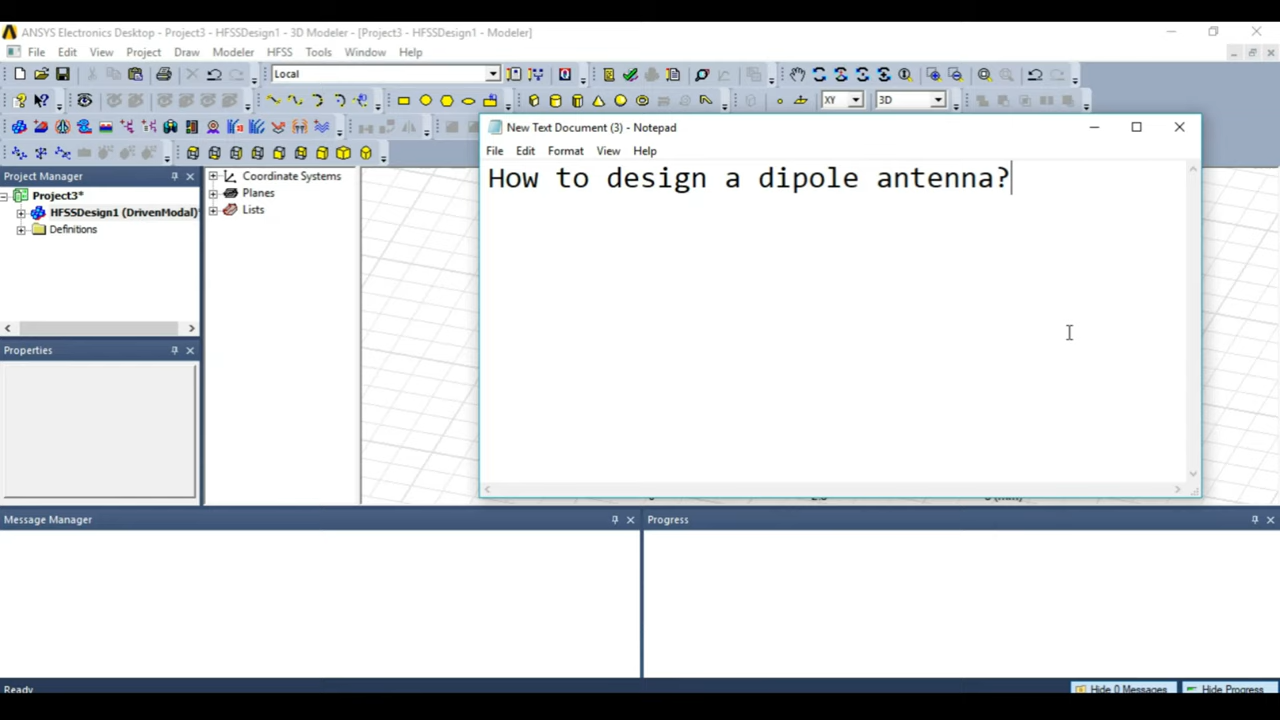 ANSYS Electronics Desktop - Project3 - HFSSDesign1 - 3D Modeler - [Project3 - HFSSDesign1 - Modeler]
File Edit View Project Draw Modeler HFSS Tools Window Help
Local
XY 3D
New Text Document (3) - Notepad
File Edit Format View Help
How to design a dipole antenna?
Project Manager
Project3*
HFSSDesign1 (DrivenModal)*
Definitions
Coordinate Systems
Planes
Lists
Properties
Message Manager
Progress
Ready
Hide 0 Messages
Hide Progress